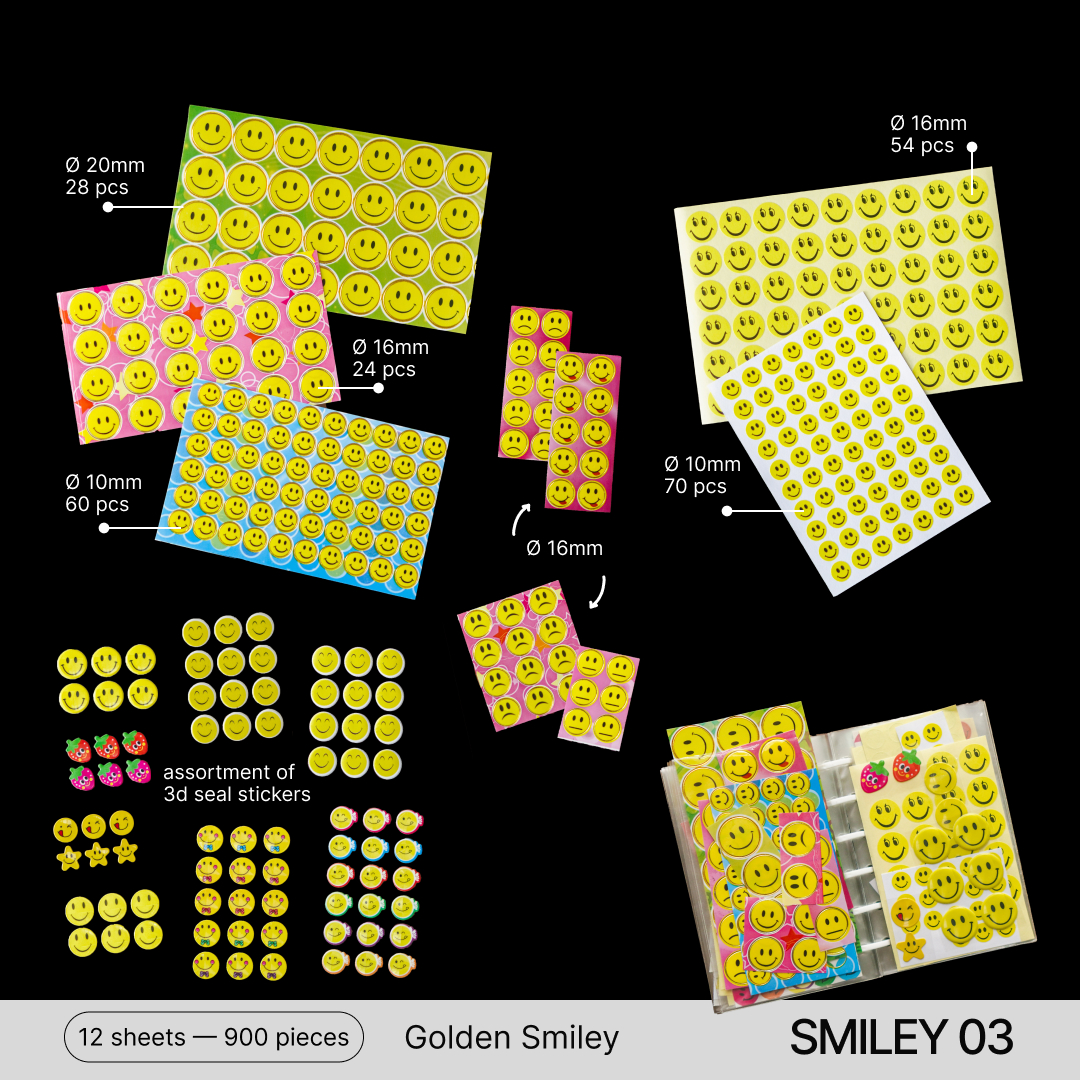 Ø 20mm
28 pcs
Ø 16mm
54 pcs
Ø 16mm
24 pcs
Ø 10mm
60 pcs
Ø 16mm
Ø 10mm
70 pcs
assortment of
3d seal stickers
12 sheets — 900 pieces
Golden Smiley
SMILEY 03